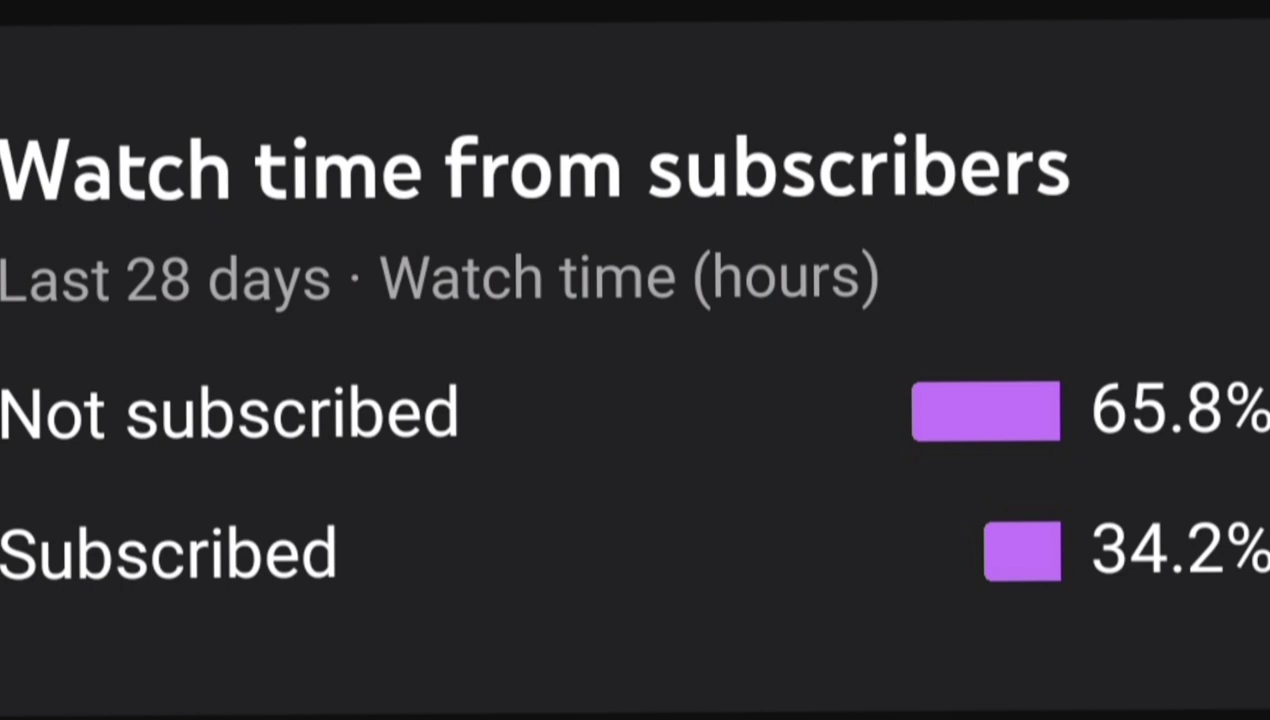 Watch time from subscribers
Last 28 days · Watch time (hours)
Not subscribed 65.8%
Subscribed 34.2%